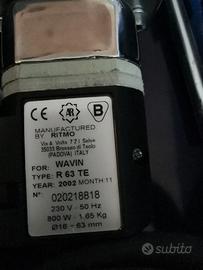 CE
R
B
MANUFACTURED
BY RITMO
Via A. Volta 7 Z.I. Selve
35033 Bresseo di Teolo
(PADOVA) ITALY
FOR: WAVIN
TYPE: R 63 TE
YEAR: 2002 MONTH 11
N° 020218818
230 V - 50 Hz
800 W - 1.65 Kg
Ø16 - 63 mm
subito